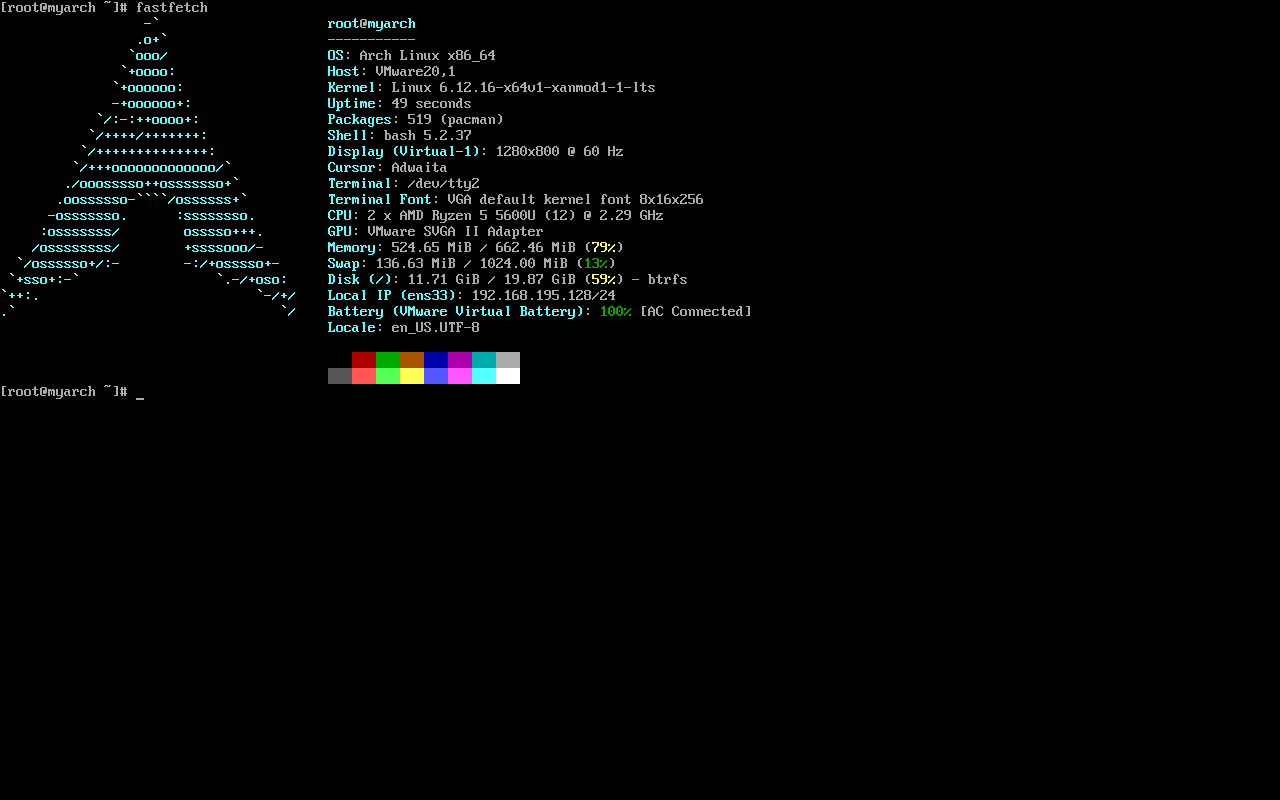 [root@myarch ~]# fastfetch
                  -`                     root@myarch
                 .o+`                    -----------
                `ooo/                    OS: Arch Linux x86_64
               `+oooo:                   Host: VMware20,1
              `+oooooo:                  Kernel: Linux 6.12.16-x64v1-xanmod1-1-lts
              -+oooooo+:                 Uptime: 49 seconds
            `/:-:++oooo+:                Packages: 519 (pacman)
           `/++++/+++++++:               Shell: bash 5.2.37
          `/++++++++++++++:              Display (Virtual-1): 1280x800 @ 60 Hz
         `/+++ooooooooooooo/`            Cursor: Adwaita
        ./ooosssso++osssssso+`           Terminal: /dev/tty2
       .oossssso-````/ossssss+`          Terminal Font: VGA default kernel font 8x16x256
      -osssssso.      :ssssssso.         CPU: 2 x AMD Ryzen 5 5600U (12) @ 2.29 GHz
     :osssssss/        osssso+++.        GPU: VMware SVGA II Adapter
    /ossssssss/        +ssssooo/-        Memory: 524.65 MiB / 662.46 MiB (79%)
  `/ossssso+/:-        -:/+osssso+-      Swap: 136.63 MiB / 1024.00 MiB (13%)
 `+sso+:-`                 `.-/+oso:     Disk (/): 11.71 GiB / 19.87 GiB (59%) - btrfs
`++:.                           `-/+/    Local IP (ens33): 192.168.195.128/24
.`                                 `/    Battery (VMware Virtual Battery): 100% [AC Connected]
                                         Locale: en_US.UTF-8
[root@myarch ~]# _